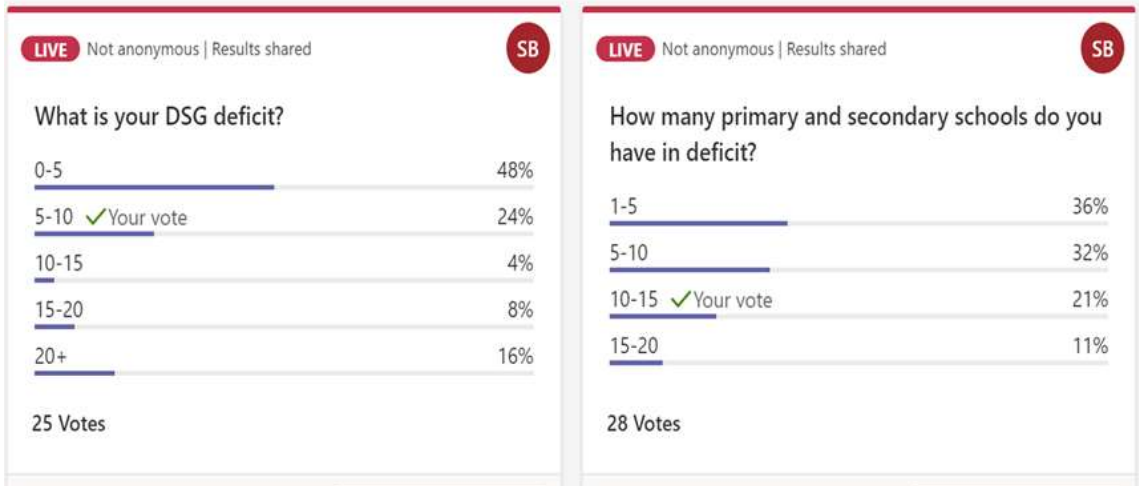 LIVE Not anonymous | Results shared SB
What is your DSG deficit?
0-5 48%
5-10 Your vote 24%
10-15 4%
15-20 8%
20+ 16%
25 Votes
LIVE Not anonymous | Results shared SB
How many primary and secondary schools do you
have in deficit?
1-5 36%
5-10 32%
10-15 Your vote 21%
15-20 11%
28 Votes